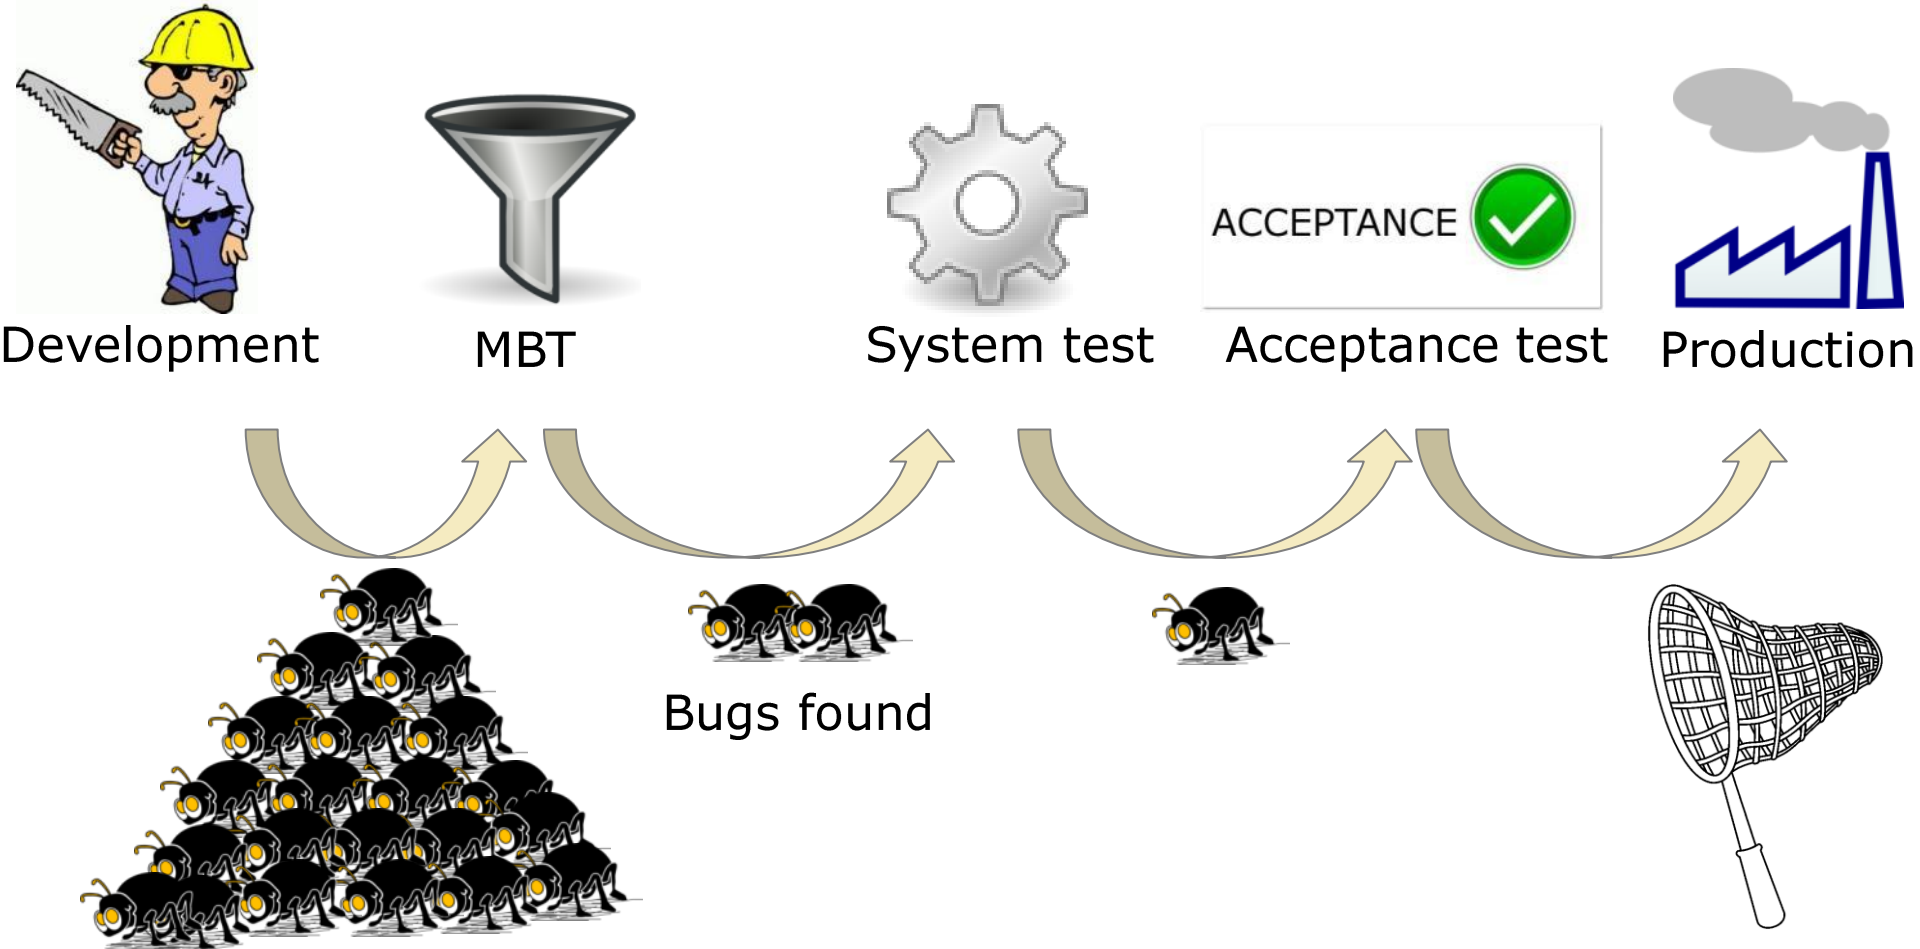 ACCEPTANCE
Development
MBT
System test
Acceptance test
Production
Bugs found